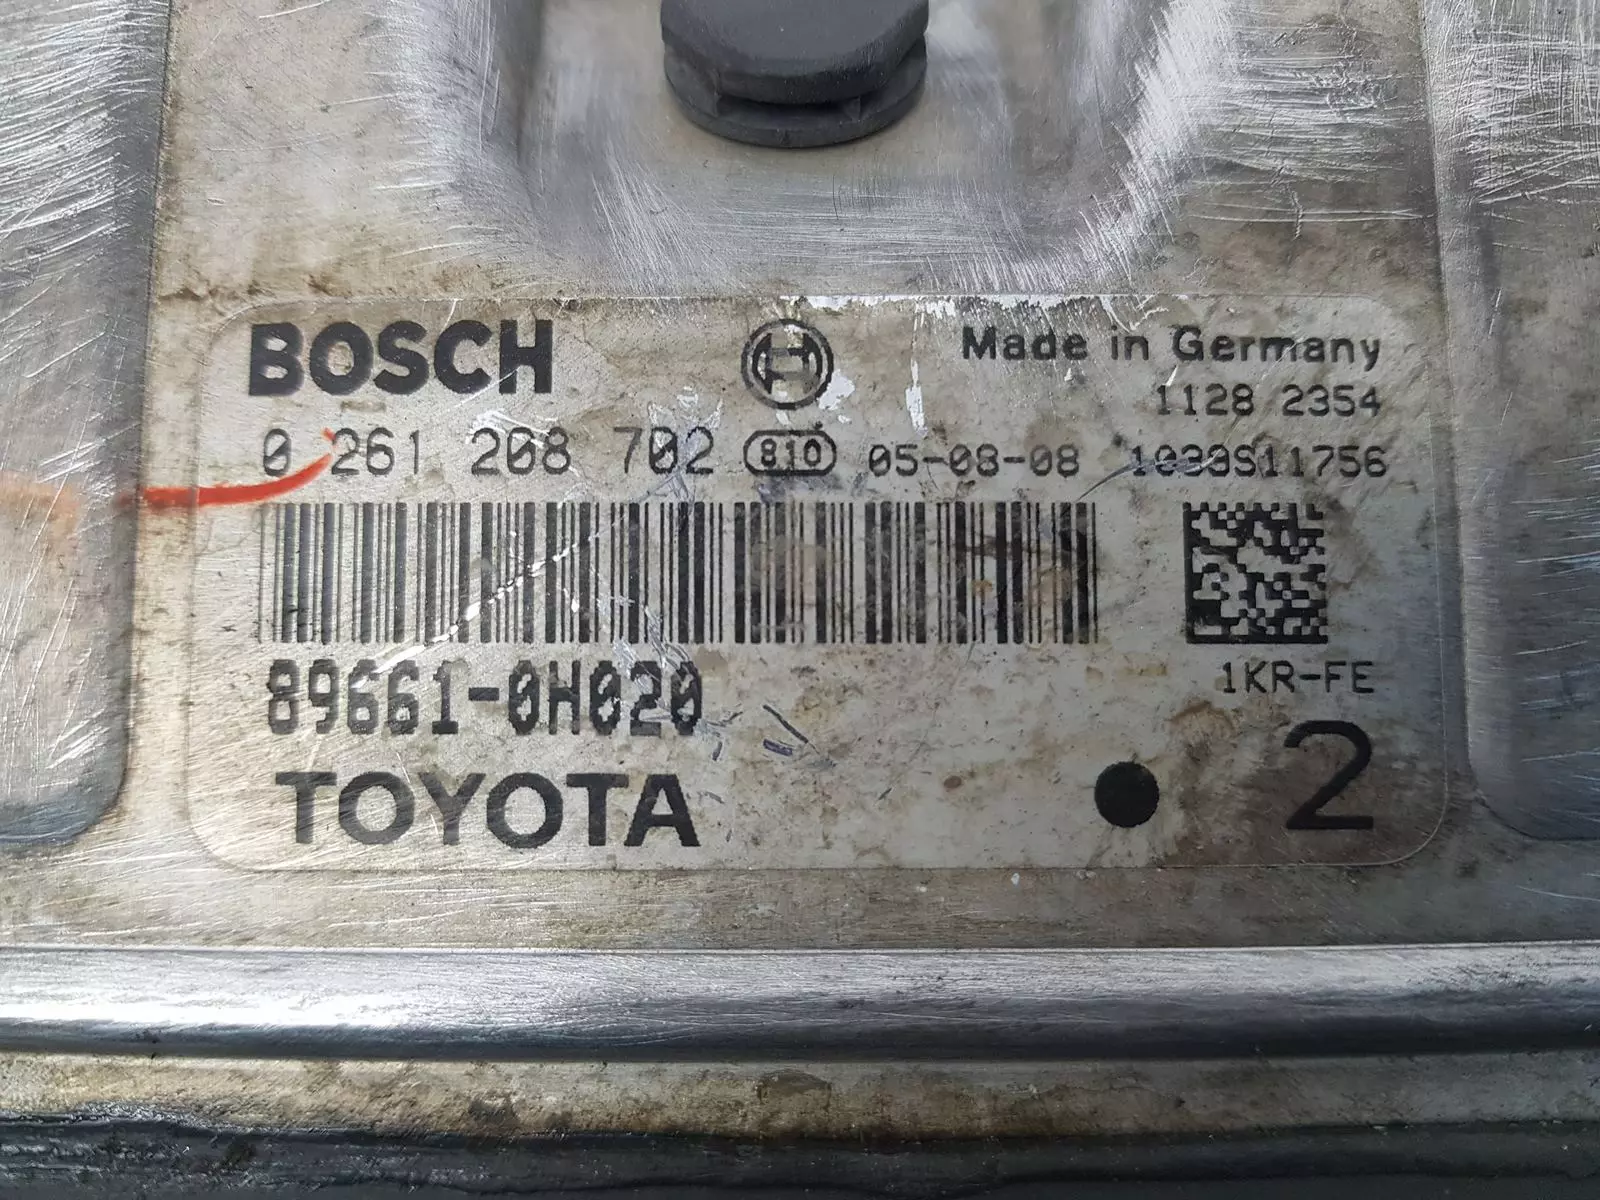 BOSCH
Made in Germany
1128 2354
0 261 208 702 810 05-08-08 1039S11756
89661-0H020
1KR-FE
TOYOTA
2